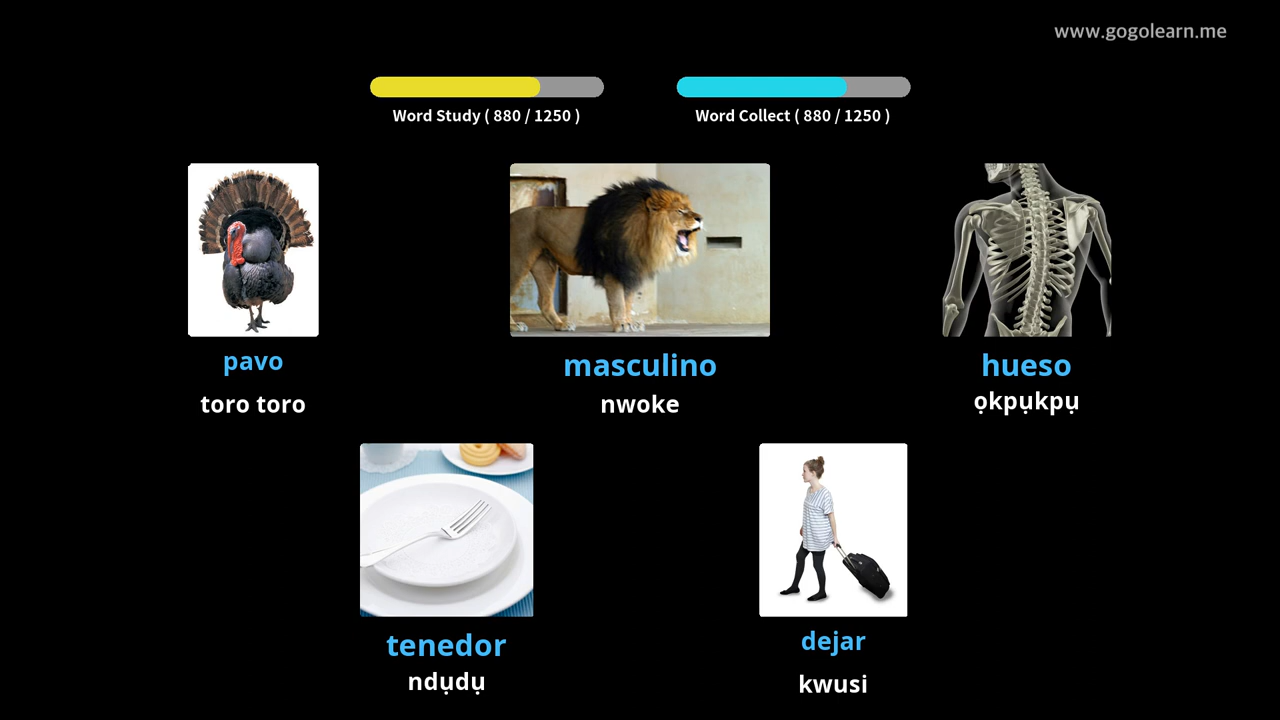 www.gogolearn.me
Word Study ( 880 / 1250 )
Word Collect ( 880 / 1250 )
pavo
toro toro
masculino
nwoke
hueso
ọkpụkpụ
tenedor
ndụdụ
dejar
kwusi